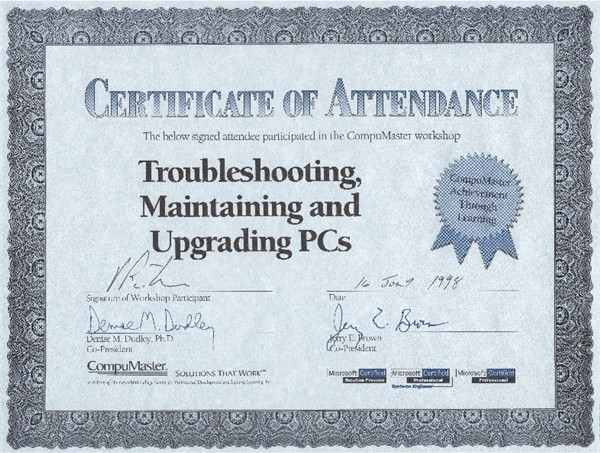 CERTIFICATE OF ATTENDANCE
The below signed attendee participated in the CompuMaster workshop
Troubleshooting,
Maintaining and
Upgrading PCs
CompuMaster
Achievement
Through
Learning
16 July 1998
Signature of Workshop Participant
Date
Denise M. Dudley
Jerry E. Brown
Denise M. Dudley, Ph.D.
Co-President
Jerry E. Brown
Co-President
CompuMaster.
SOLUTIONS THAT WORK™
Microsoft Certified
Solution Provider
Microsoft Certified
Professional
Systems Engineer
Microsoft Certified
Professional